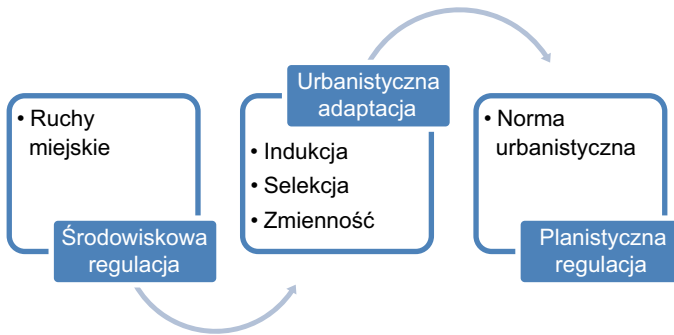 • Ruchy
miejskie
Środowiskowa
regulacja
Urbanistyczna
adaptacja
• Indukcja
• Selekcja
• Zmienność
• Norma
urbanistyczna
Planistyczna
regulacja